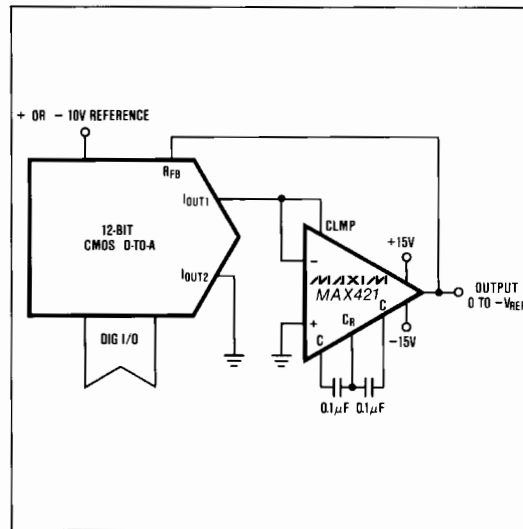 + OR − 10V REFERENCE
RFB
IOUT1
12-BIT
CMOS D-TO-A
CLMP
+15V
IOUT2
−
MAXIM
MAX421
OUTPUT
0 TO −VREF
+
C
CR
C
−15V
DIG I/O
0.1µF 0.1µF